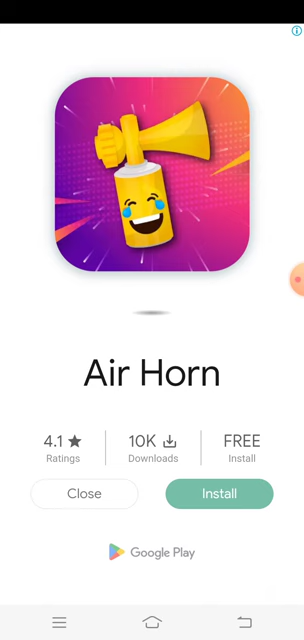 Air Horn
4.1 ★ 10K FREE
Ratings Downloads Install
Close Install
Google Play